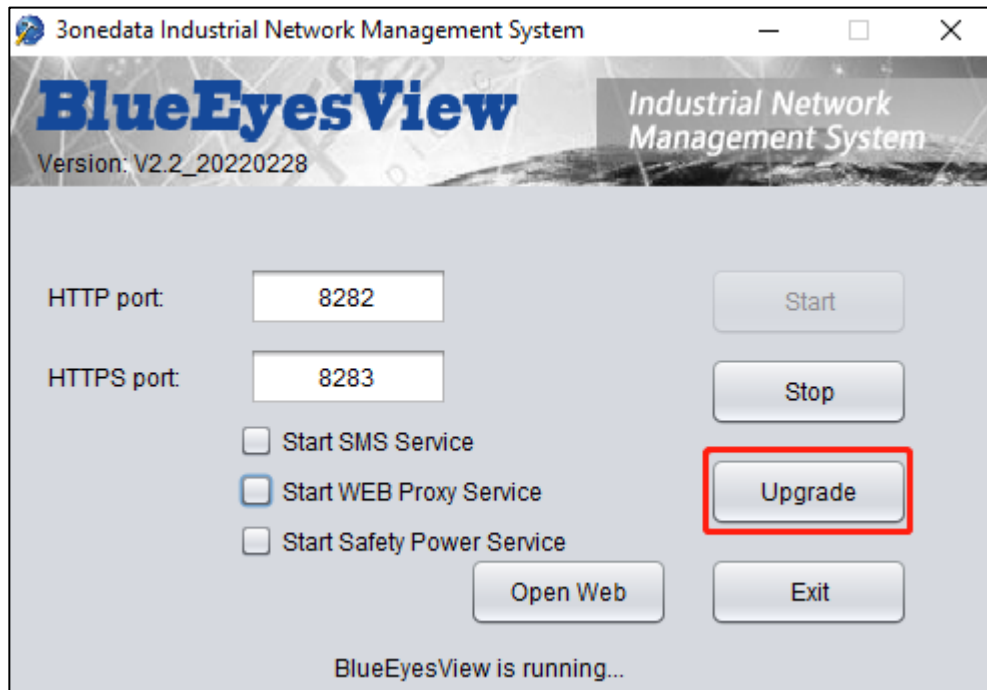 3onedata Industrial Network Management System
BlueEyesView
Industrial Network
Management System
Version: V2.2_20220228
HTTP port:
8282
Start
HTTPS port:
8283
Stop
Start SMS Service
Start WEB Proxy Service
Upgrade
Start Safety Power Service
Open Web
Exit
BlueEyesView is running...